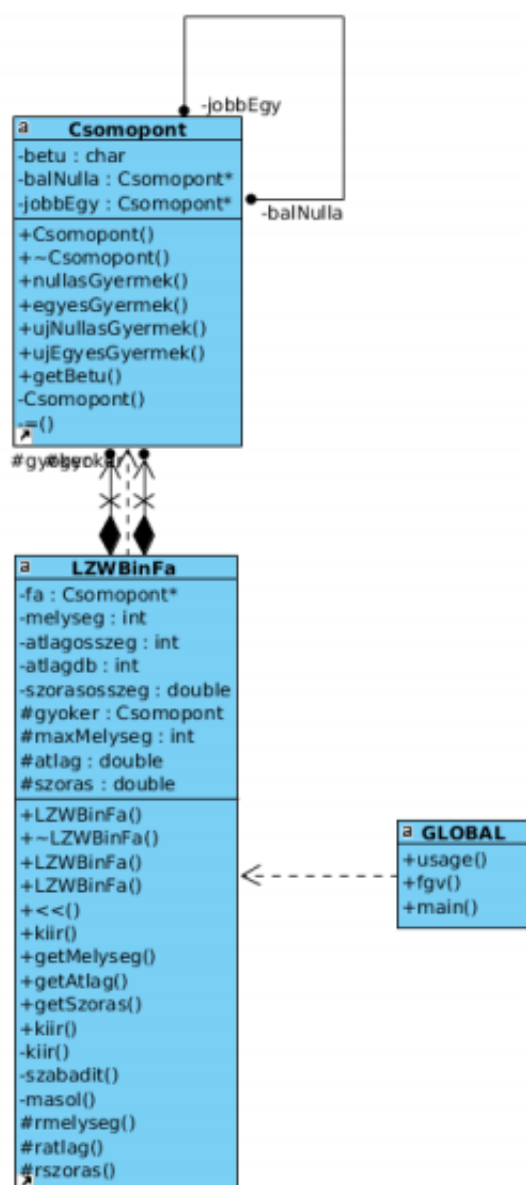 -jobbEgy
a Csomopont
-betu : char
-balNulla : Csomopont*
-jobbEgy : Csomopont*
-balNulla
+Csomopont()
+~Csomopont()
+nullasGyermek()
+egyesGyermek()
+ujNullasGyermek()
+ujEgyesGyermek()
+getBetu()
-Csomopont()
-=()
#gyoker
a LZWBinFa
-fa : Csomopont*
-melyseg : int
-atlagosszeg : int
-atlagdb : int
-szorasosszeg : double
#gyoker : Csomopont
#maxMelyseg : int
#atlag : double
#szoras : double
+LZWBinFa()
+~LZWBinFa()
+LZWBinFa()
+LZWBinFa()
+<<()
+kiir()
+getMelyseg()
+getAtlag()
+getSzoras()
+kiir()
-kiir()
-szabadit()
-masol()
#rmelyseg()
#ratlag()
#rszoras()
a GLOBAL
+usage()
+fgv()
+main()